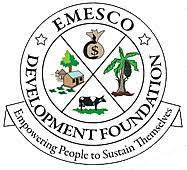 EMESCO
DEVELOPMENT FOUNDATION
Empowering People to Sustain Themselves
$